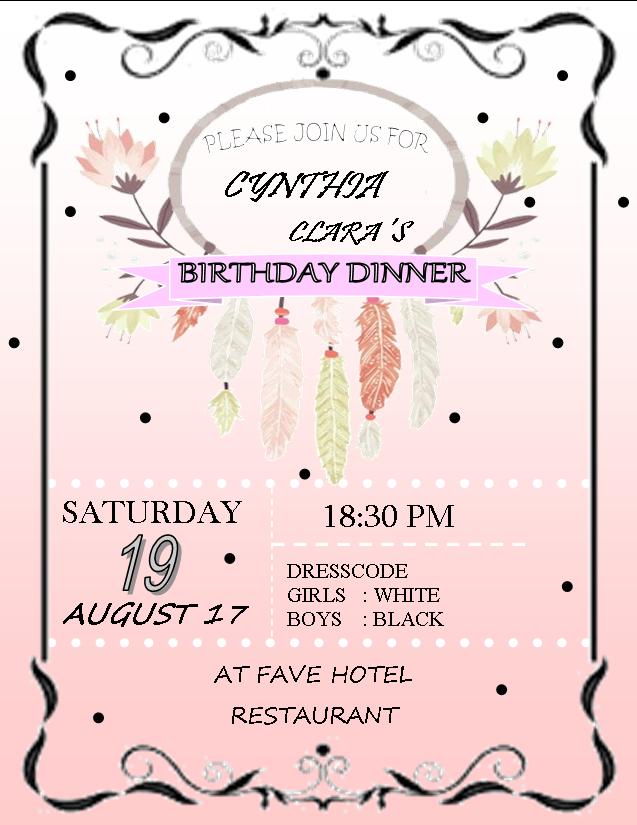 PLEASE JOIN US FOR
CYNTHIA
CLARA'S
BIRTHDAY DINNER
SATURDAY
19
AUGUST 17
18:30 PM
DRESSCODE
GIRLS : WHITE
BOYS : BLACK
AT FAVE HOTEL
RESTAURANT